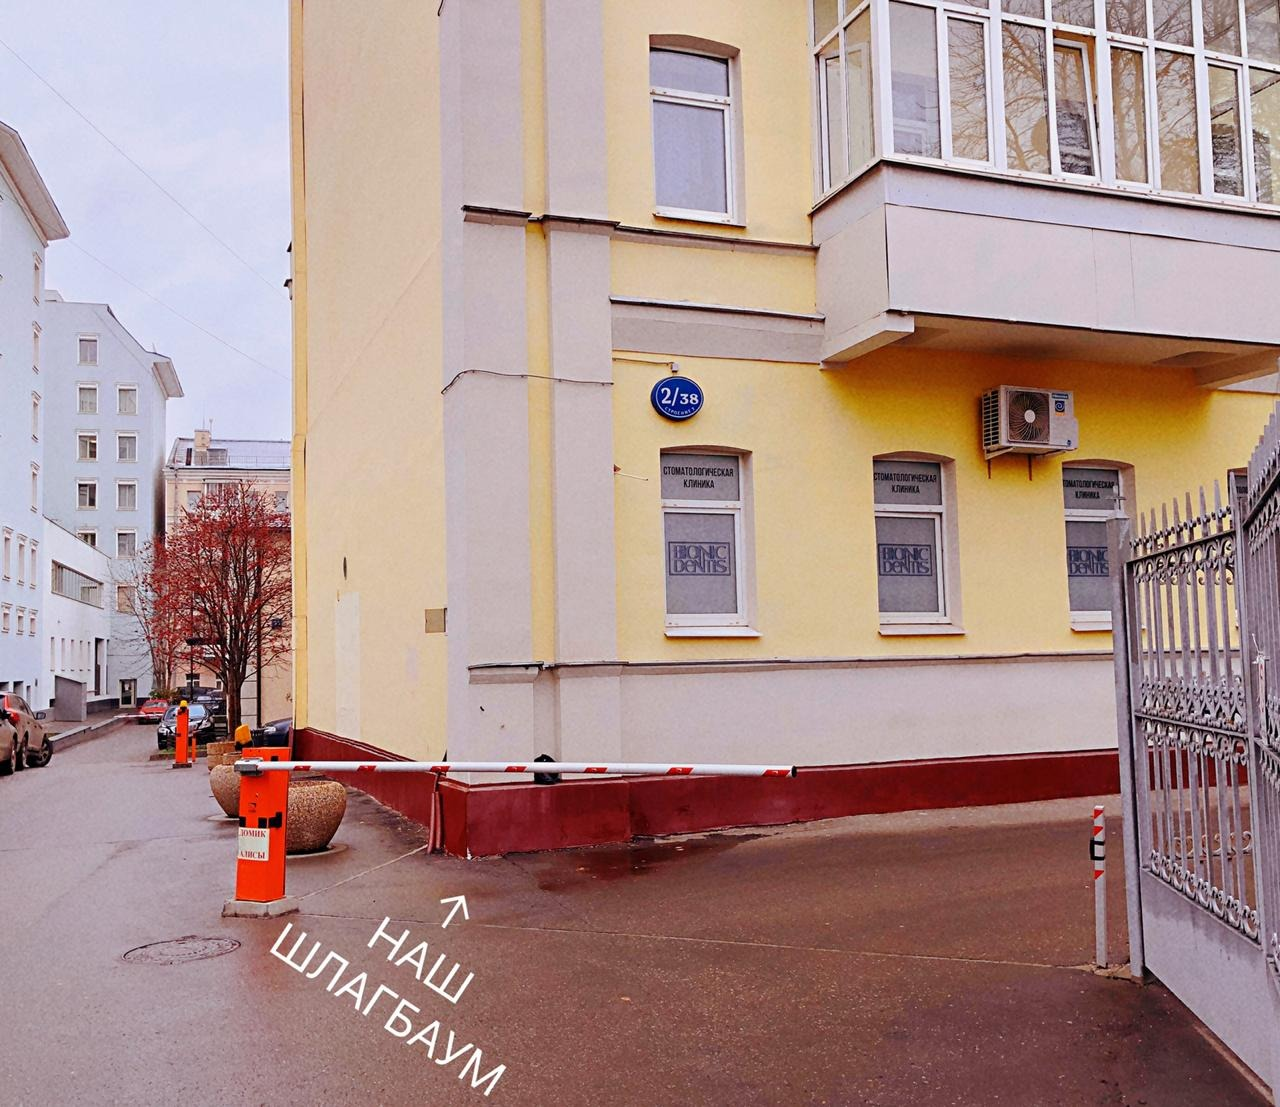 2/38
СТРОЕНИЕ
СТОМАТОЛОГИЧЕСКАЯ
КЛИНИКА
BIONIC
DENTIS
СТОМАТОЛОГИЧЕСКАЯ
КЛИНИКА
BIONIC
DENTIS
СТОМАТОЛОГИЧЕСКАЯ
КЛИНИКА
BIONIC
DENTIS
ДОМИК
АЛИСЫ
НАШ
ШЛАГБАУМ